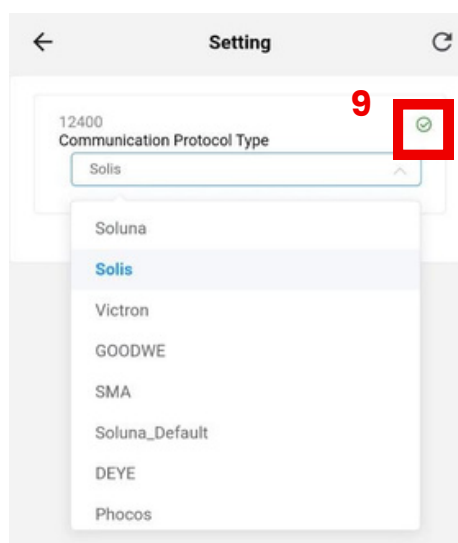 Setting
9
12400
Communication Protocol Type
Solis
Soluna
Solis
Victron
GOODWE
SMA
Soluna_Default
DEYE
Phocos